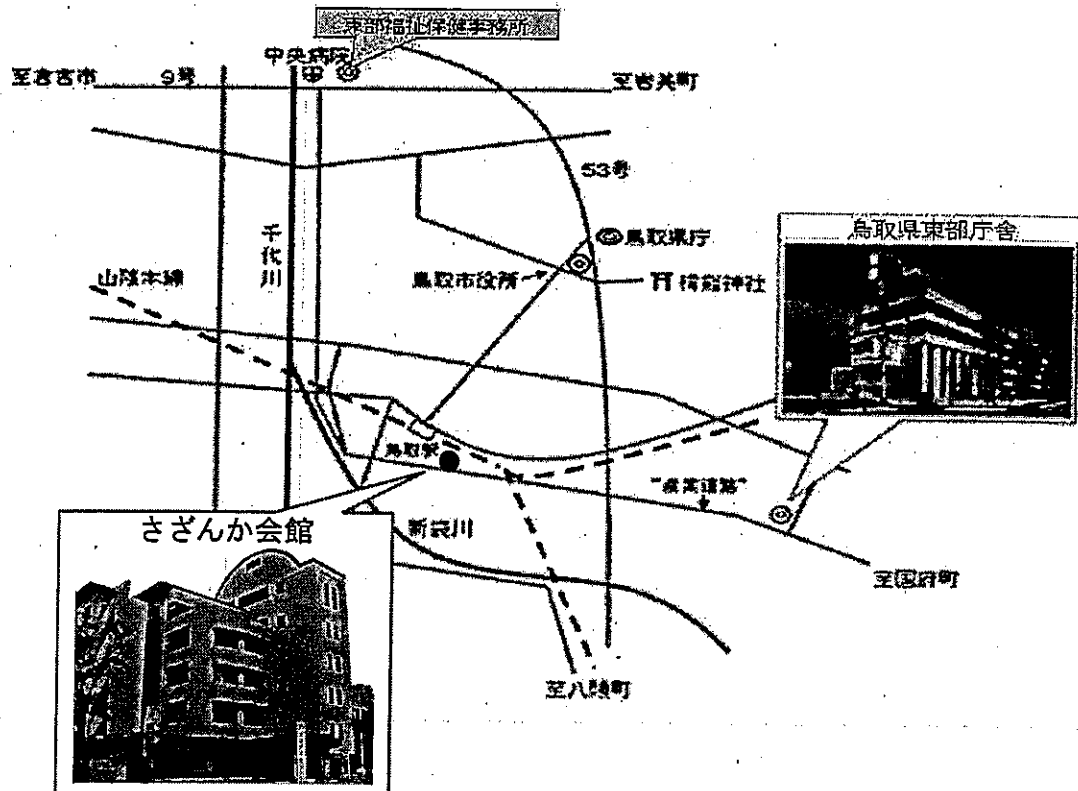 東部福祉保健事務所
中央病院
至倉吉市
9号
至岩美町
53号
千代川
鳥取県庁
鳥取県東部庁舎
山陰本線
鳥取市役所
神社
鳥取駅
"産業道路"
さざんか会館
新袋川
至国府町
至八頭町